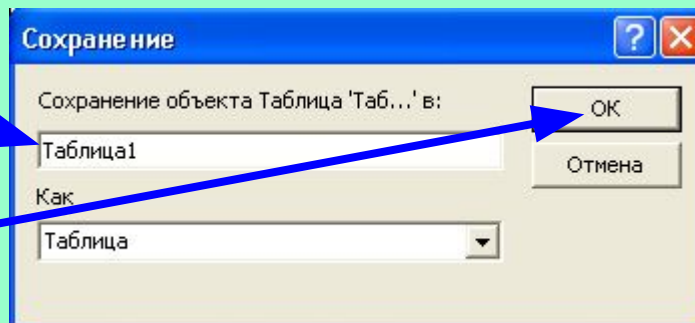 Сохранение
Сохранение объекта Таблица 'Таб...' в:
OK
Таблица1
Отмена
Как
Таблица